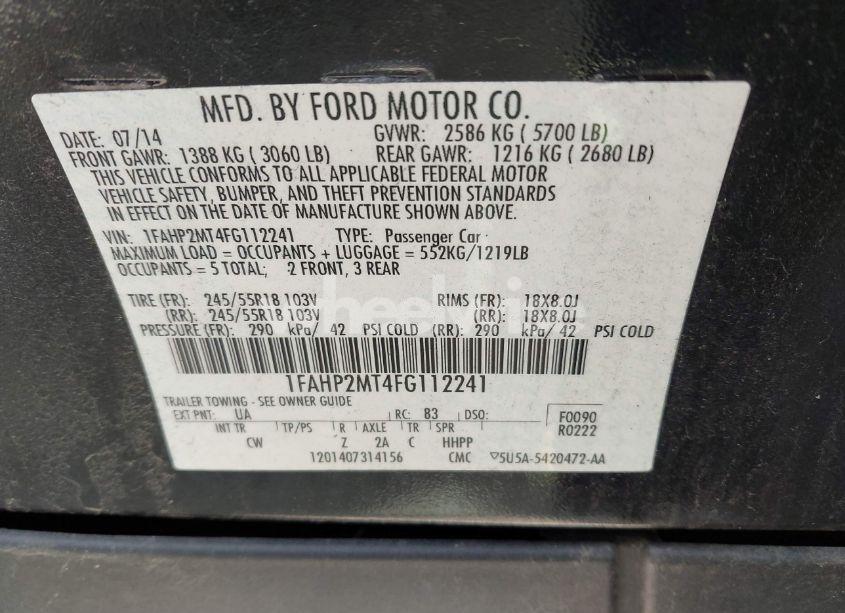 MFD. BY FORD MOTOR CO.
DATE: 07/14 GVWR: 2586 KG ( 5700 LB)
FRONT GAWR: 1388 KG ( 3060 LB) REAR GAWR: 1216 KG ( 2680 LB)
THIS VEHICLE CONFORMS TO ALL APPLICABLE FEDERAL MOTOR
VEHICLE SAFETY, BUMPER, AND THEFT PREVENTION STANDARDS
IN EFFECT ON THE DATE OF MANUFACTURE SHOWN ABOVE.
VIN: 1FAHP2MT4FG112241 TYPE: Passenger Car
MAXIMUM LOAD = OCCUPANTS + LUGGAGE = 552KG/1219LB
OCCUPANTS = 5 TOTAL, 2 FRONT, 3 REAR
TIRE (FR): 245/55R18 103V RIMS (FR): 18X8.0J
(RR): 245/55R18 103V (RR): 18X8.0J
PRESSURE (FR): 290 kPa/ 42 PSI COLD (RR): 290 kPa/ 42 PSI COLD
1FAHP2MT4FG112241
TRAILER TOWING - SEE OWNER GUIDE
EXT PNT: UA RC: 83 DSO: F0090
R0222
INT TR TP/PS R AXLE TR SPR
CW Z 2A C HHPP
1201407314156 CMC ▽5U5A-5420472-AA